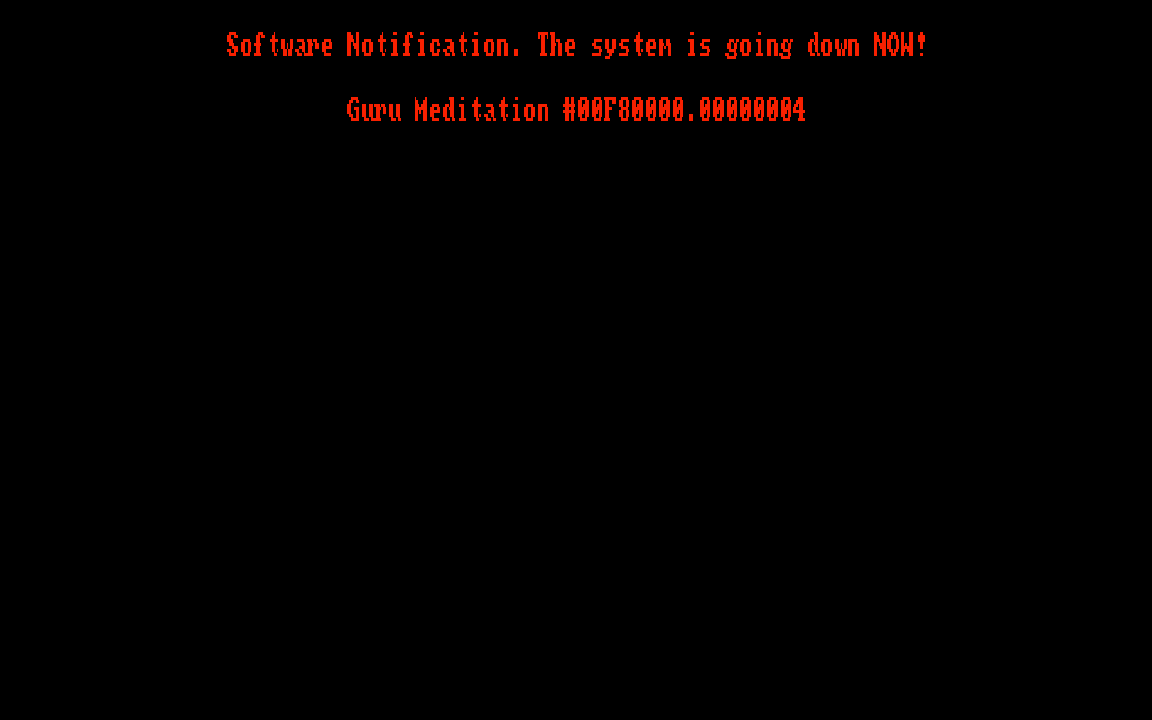 Software Notification. The system is going down NOW!
Guru Meditation #00F80000.00000004